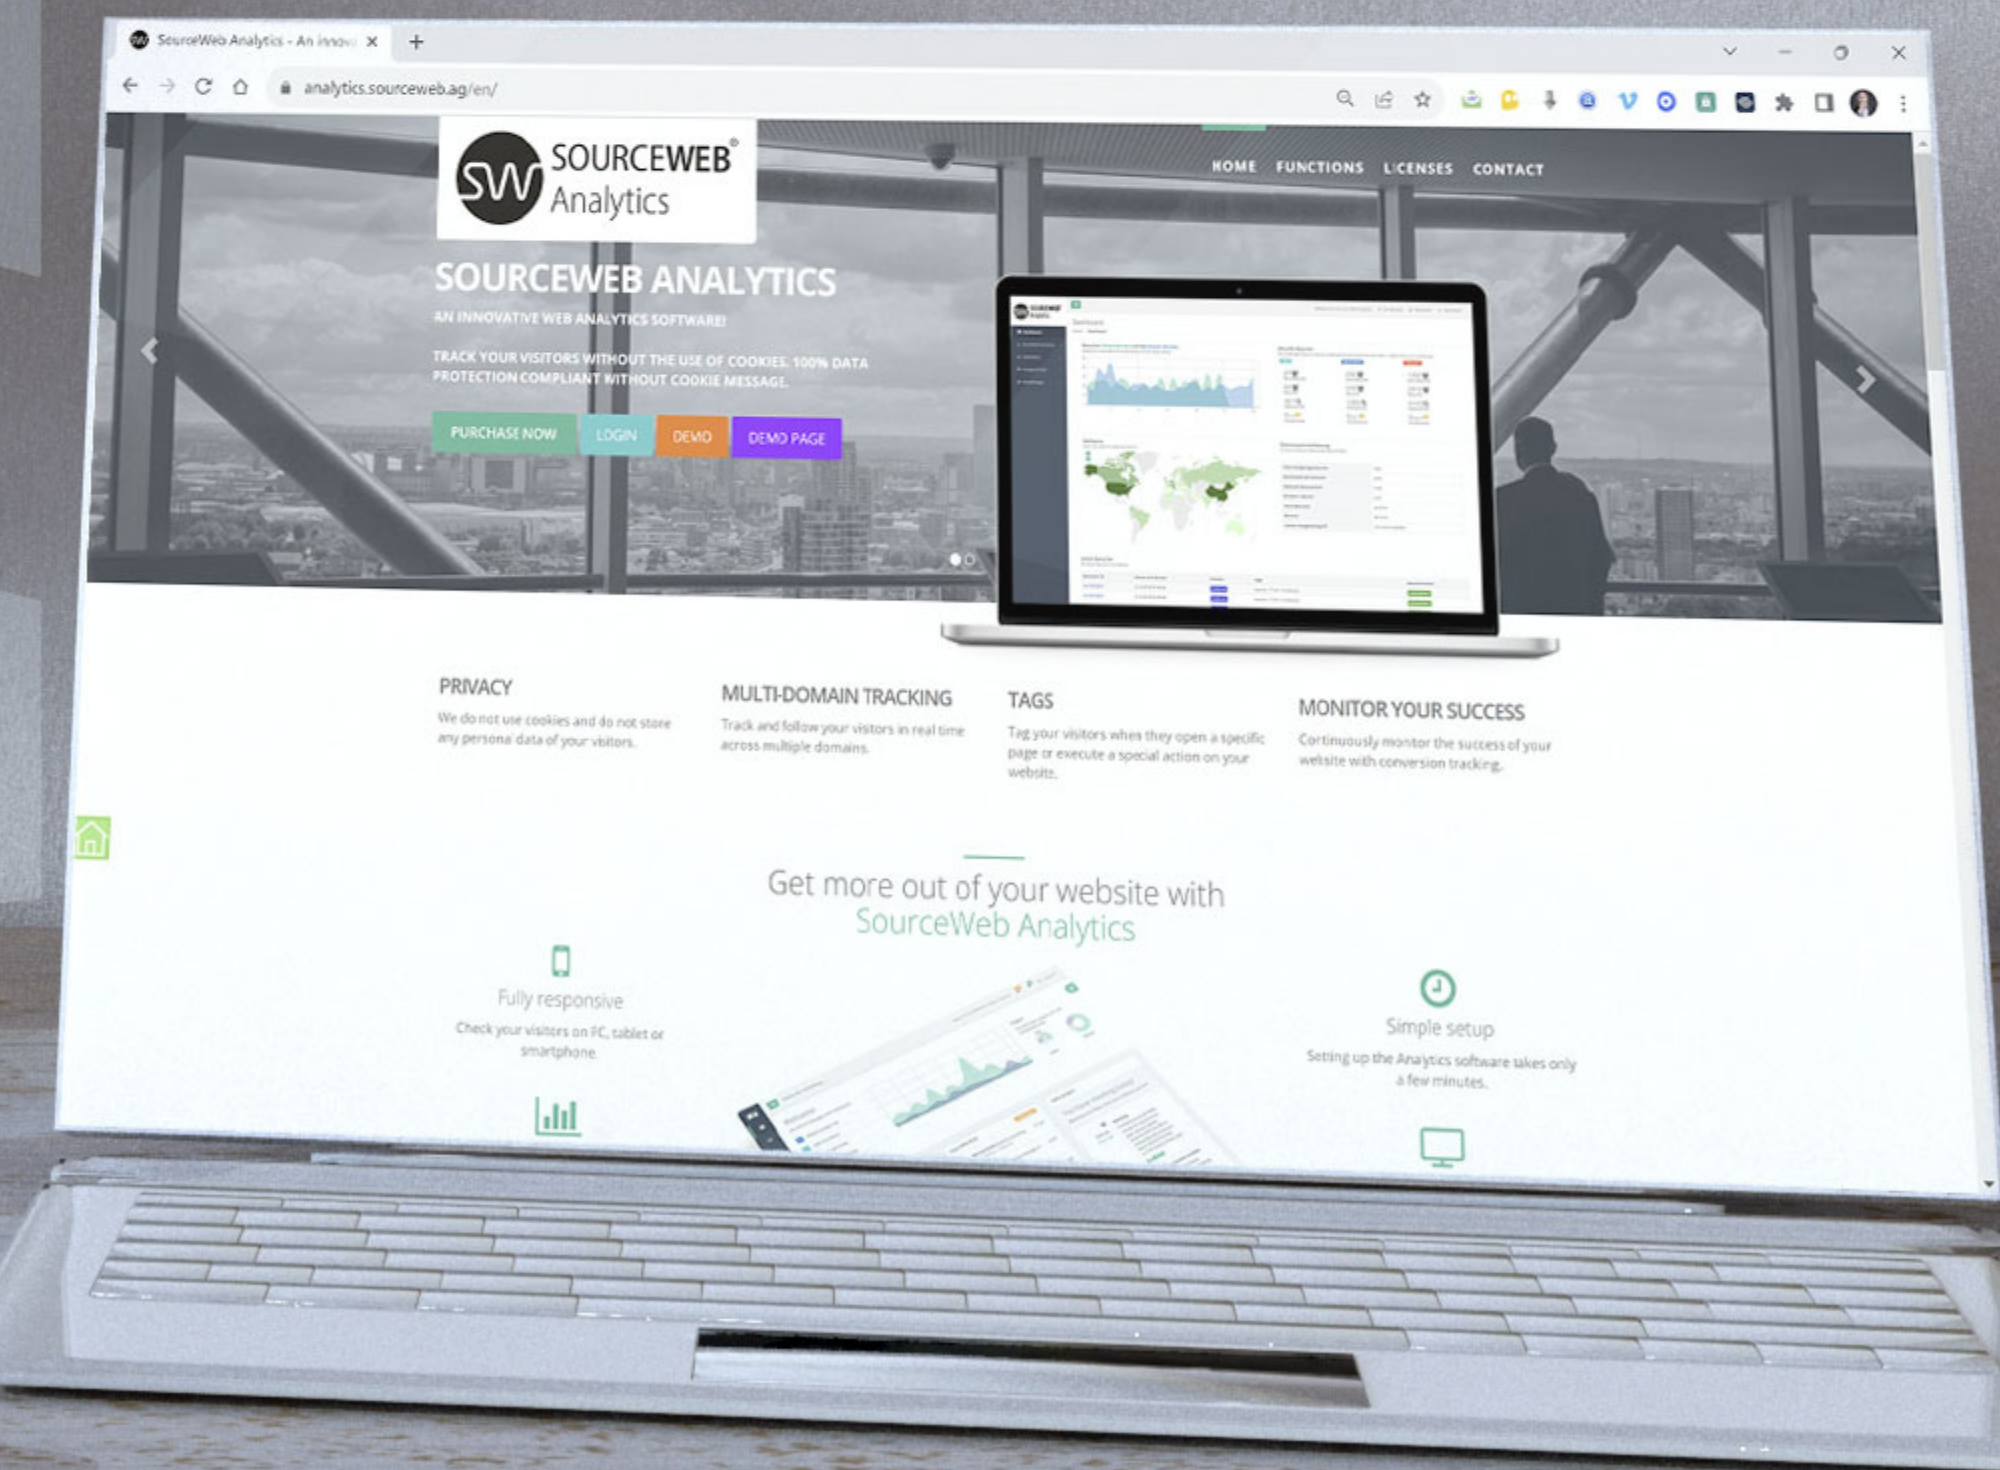 SourceWeb Analytics - An innov
analytics.sourceweb.ag/en/
SW SOURCEWEB®
Analytics
HOME FUNCTIONS LICENSES CONTACT
SOURCEWEB ANALYTICS
AN INNOVATIVE WEB ANALYTICS SOFTWARE!
TRACK YOUR VISITORS WITHOUT THE USE OF COOKIES. 100% DATA
PROTECTION COMPLIANT WITHOUT COOKIE MESSAGE.
PURCHASE NOW LOGIN DEMO DEMO PAGE
PRIVACY
We do not use cookies and do not store
any personal data of your visitors.
MULTI-DOMAIN TRACKING
Track and follow your visitors in real time
across multiple domains.
TAGS
Tag your visitors when they open a specific
page or execute a special action on your
website.
MONITOR YOUR SUCCESS
Continuously monitor the success of your
website with conversion tracking.
Get more out of your website with
SourceWeb Analytics
Fully responsive
Check your visitors on PC, tablet or
smartphone.
Simple setup
Setting up the Analytics software takes only
a few minutes.